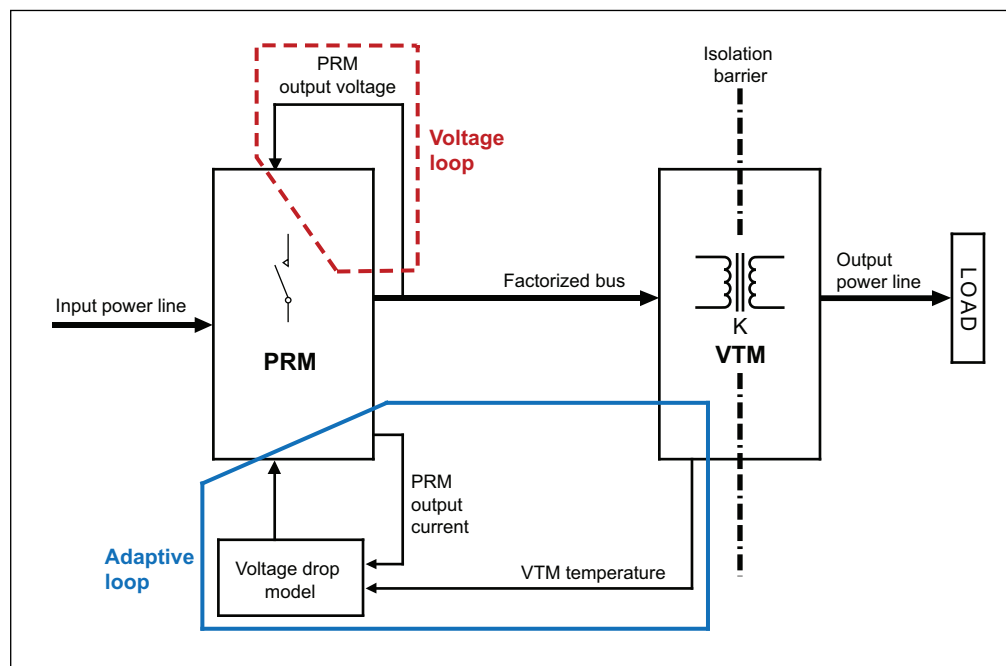 Isolation
barrier
PRM
output voltage
Voltage
loop
Input power line
PRM
Factorized bus
K
VTM
Output
power line
LOAD
PRM
output
current
Adaptive
loop
Voltage drop
model
VTM temperature